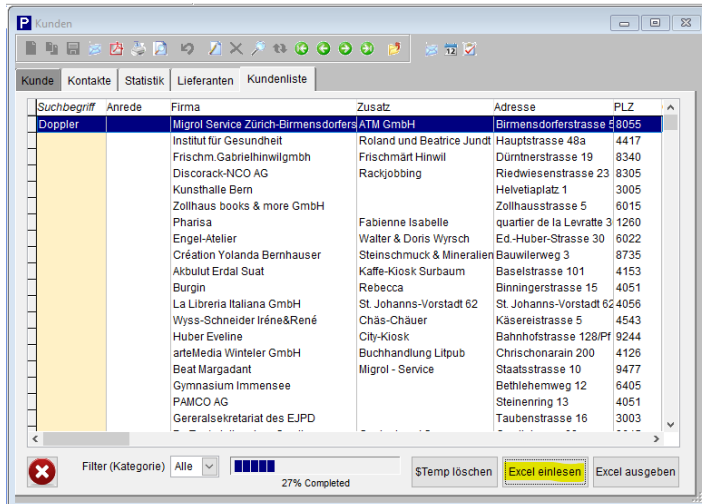 P Kunden
12
Kunde Kontakte Statistik Lieferanten Kundenliste
Suchbegriff Anrede Firma Zusatz Adresse PLZ
Doppler Migrol Service Zürich-Birmensdorfers ATM GmbH Birmensdorferstrasse 5 8055
Institut für Gesundheit Roland und Beatrice Jundt Hauptstrasse 48a 4417
Frischm.Gabrielhinwilgmbh Frischmärt Hinwil Dürntnerstrasse 19 8340
Discorack-NCO AG Rackjobbing Riedwiesenstrasse 23 8305
Kunsthalle Bern Helvetiaplatz 1 3005
Zollhaus books & more GmbH Zollhausstrasse 5 6015
Pharisa Fabienne Isabelle quartier de la Levratte 3 1260
Engel-Atelier Walter & Doris Wyrsch Ed.-Huber-Strasse 30 6022
Création Yolanda Bernhauser Steinschmuck & Mineralien Bauwilerweg 3 8735
Akbulut Erdal Suat Kaffe-Kiosk Surbaum Baselstrasse 101 4153
Burgin Rebecca Binningerstrasse 15 4051
La Libreria Italiana GmbH St. Johanns-Vorstadt 62 St. Johanns-Vorstadt 62 4056
Wyss-Schneider Iréne&René Chäs-Chäuer Käsereistrasse 5 4543
Huber Eveline City-Kiosk Bahnhofstrasse 128/Pf 9244
arteMedia Winteler GmbH Buchhandlung Litpub Chrischonarain 200 4126
Beat Margadant Migrol - Service Staatsstrasse 10 9477
Gymnasium Immensee Bethlehemweg 12 6405
PAMCO AG Steinenring 13 4051
Gereralsekretariat des EJPD Taubenstrasse 16 3003
Filter (Kategorie) Alle 27% Completed $Temp löschen Excel einlesen Excel ausgeben